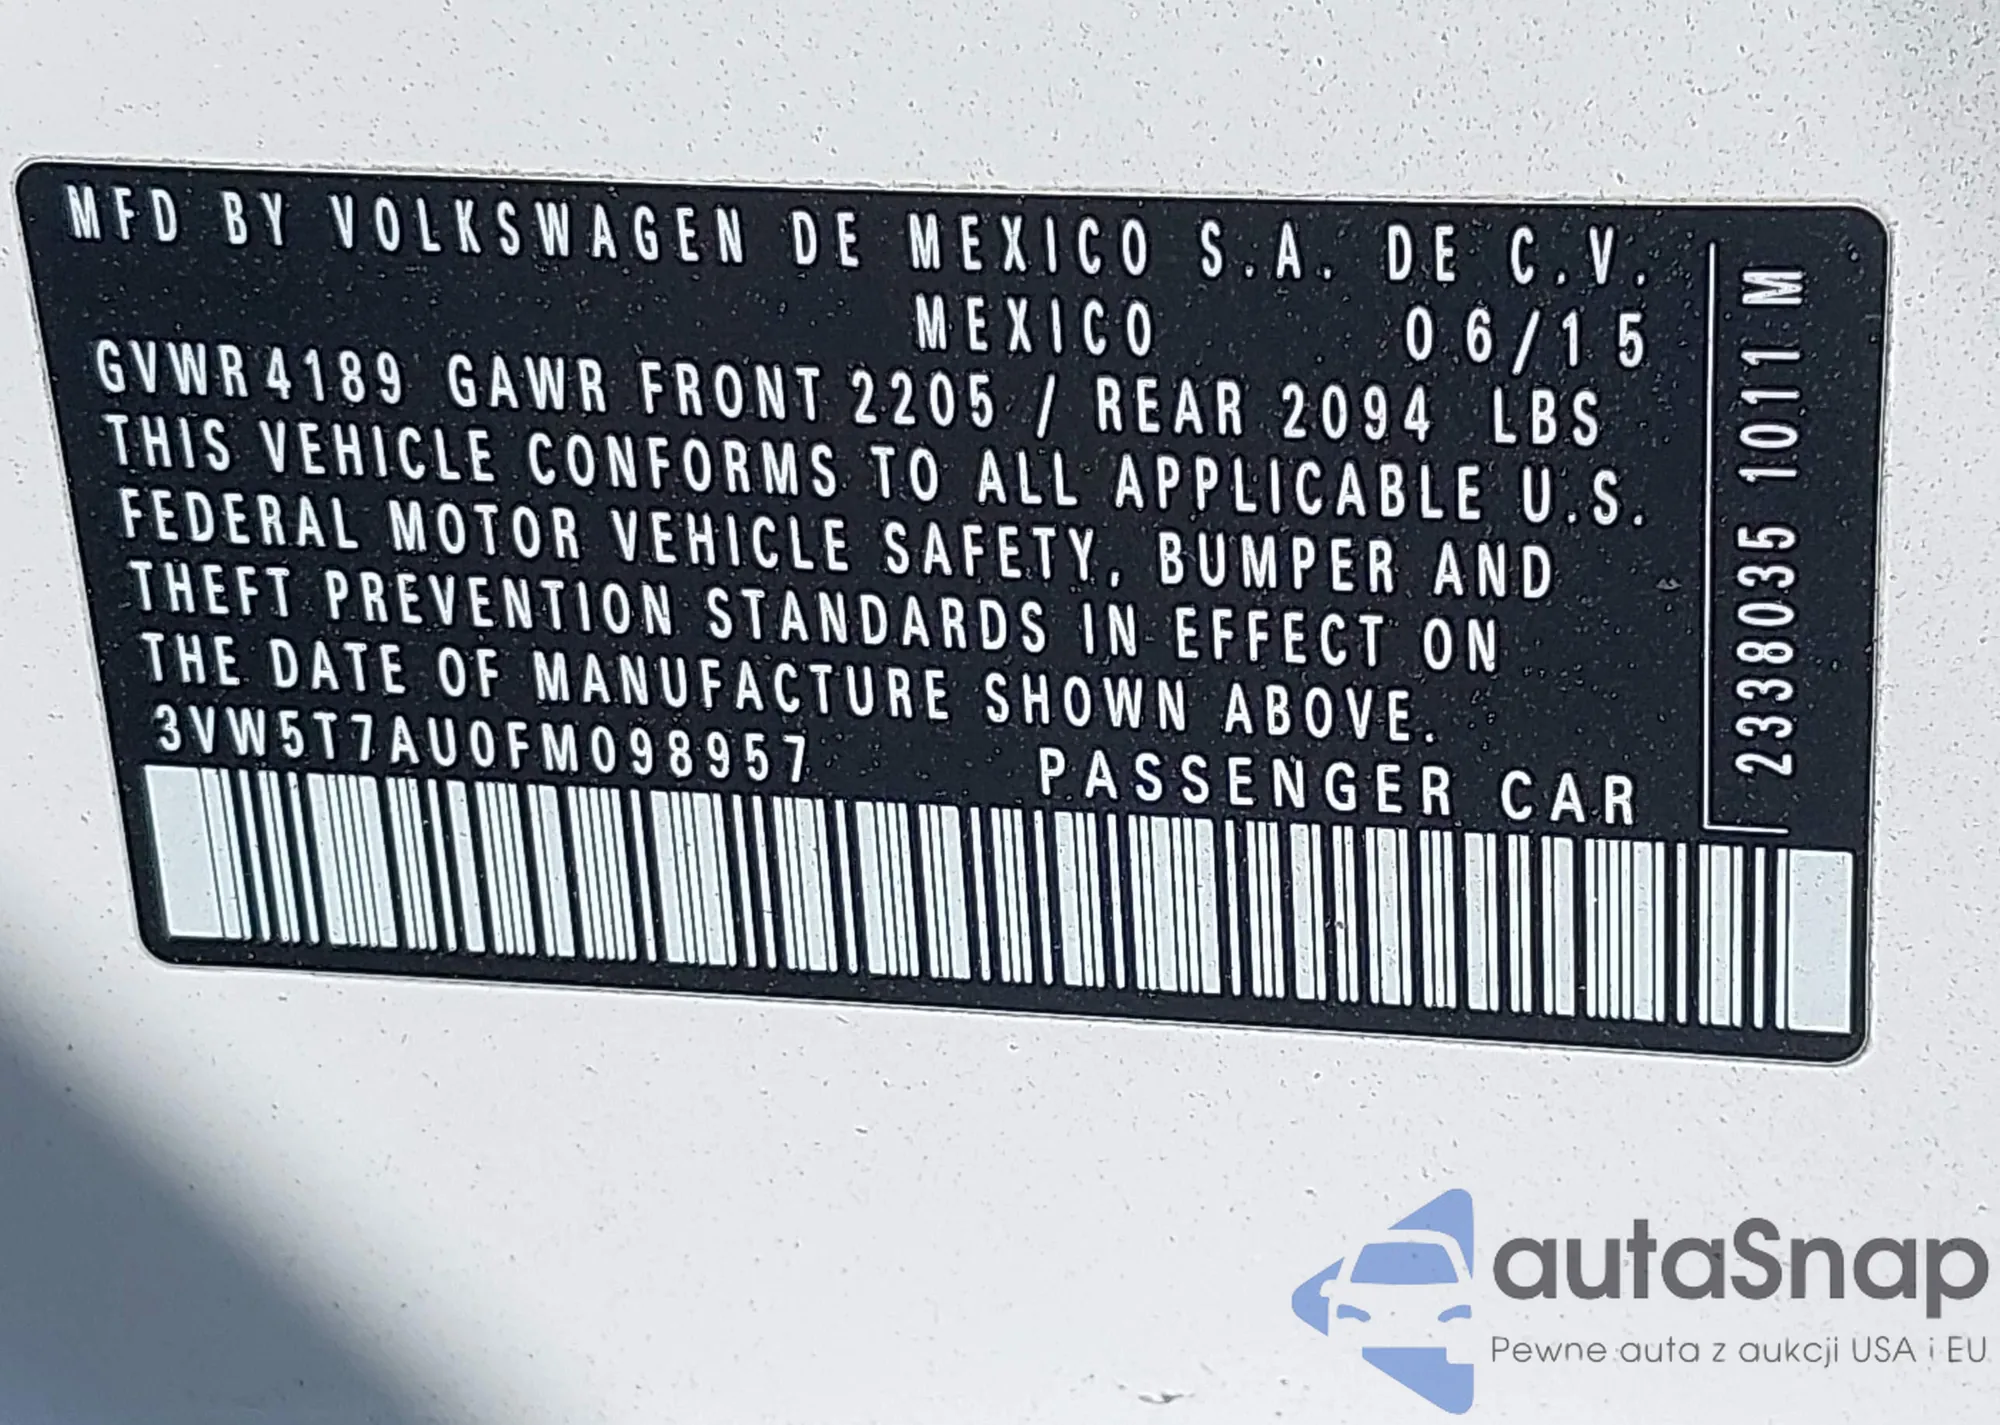 MFD BY VOLKSWAGEN DE MEXICO S.A. DE C.V.
MEXICO 06/15
GVWR 4189 GAWR FRONT 2205 / REAR 2094 LBS
THIS VEHICLE CONFORMS TO ALL APPLICABLE U.S.
FEDERAL MOTOR VEHICLE SAFETY, BUMPER AND
THEFT PREVENTION STANDARDS IN EFFECT ON
THE DATE OF MANUFACTURE SHOWN ABOVE.
3VW5T7AU0FM098957 PASSENGER CAR
2338035 1011 M
autaSnap
Pewne auta z aukcji USA i EU